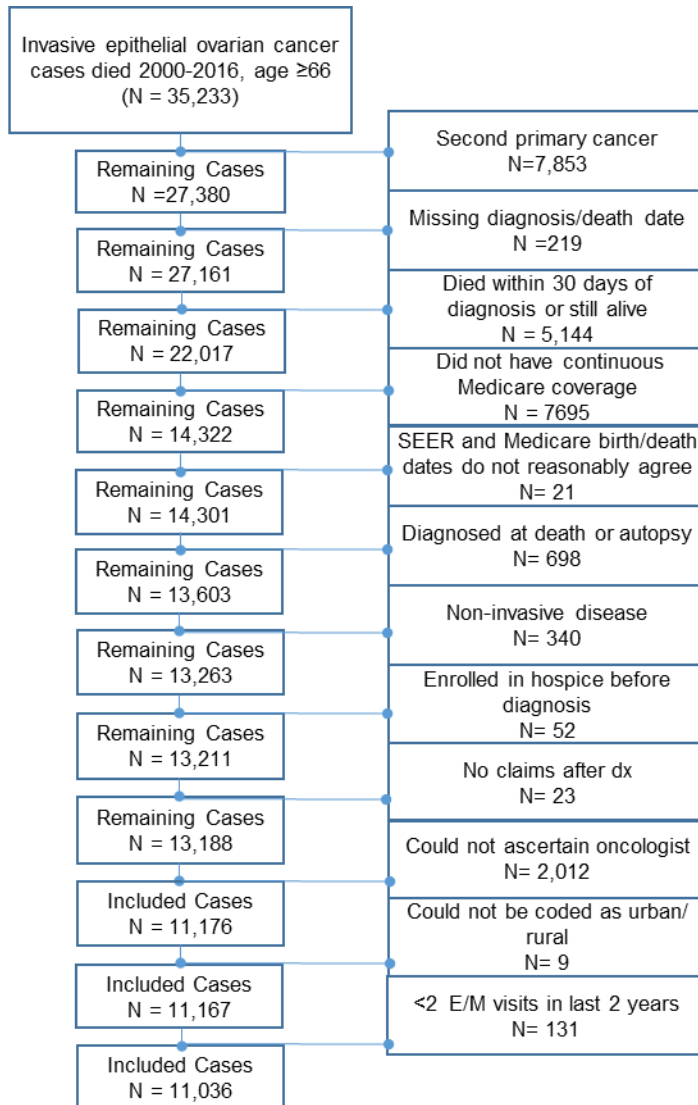 Invasive epithelial ovarian cancer
cases died 2000-2016, age ≥66
(N = 35,233)
Second primary cancer
N=7,853
Remaining Cases
N =27,380
Missing diagnosis/death date
N =219
Remaining Cases
N = 27,161
Died within 30 days of
diagnosis or still alive
N = 5,144
Remaining Cases
N = 22,017
Did not have continuous
Medicare coverage
N = 7695
Remaining Cases
N = 14,322
SEER and Medicare birth/death
dates do not reasonably agree
N= 21
Remaining Cases
N = 14,301
Diagnosed at death or autopsy
N= 698
Remaining Cases
N = 13,603
Non-invasive disease
N= 340
Remaining Cases
N = 13,263
Enrolled in hospice before
diagnosis
N= 52
Remaining Cases
N = 13,211
No claims after dx
N= 23
Remaining Cases
N = 13,188
Could not ascertain oncologist
N= 2,012
Included Cases
N = 11,176
Could not be coded as urban/
rural
N= 9
Included Cases
N = 11,167
<2 E/M visits in last 2 years
N= 131
Included Cases
N = 11,036